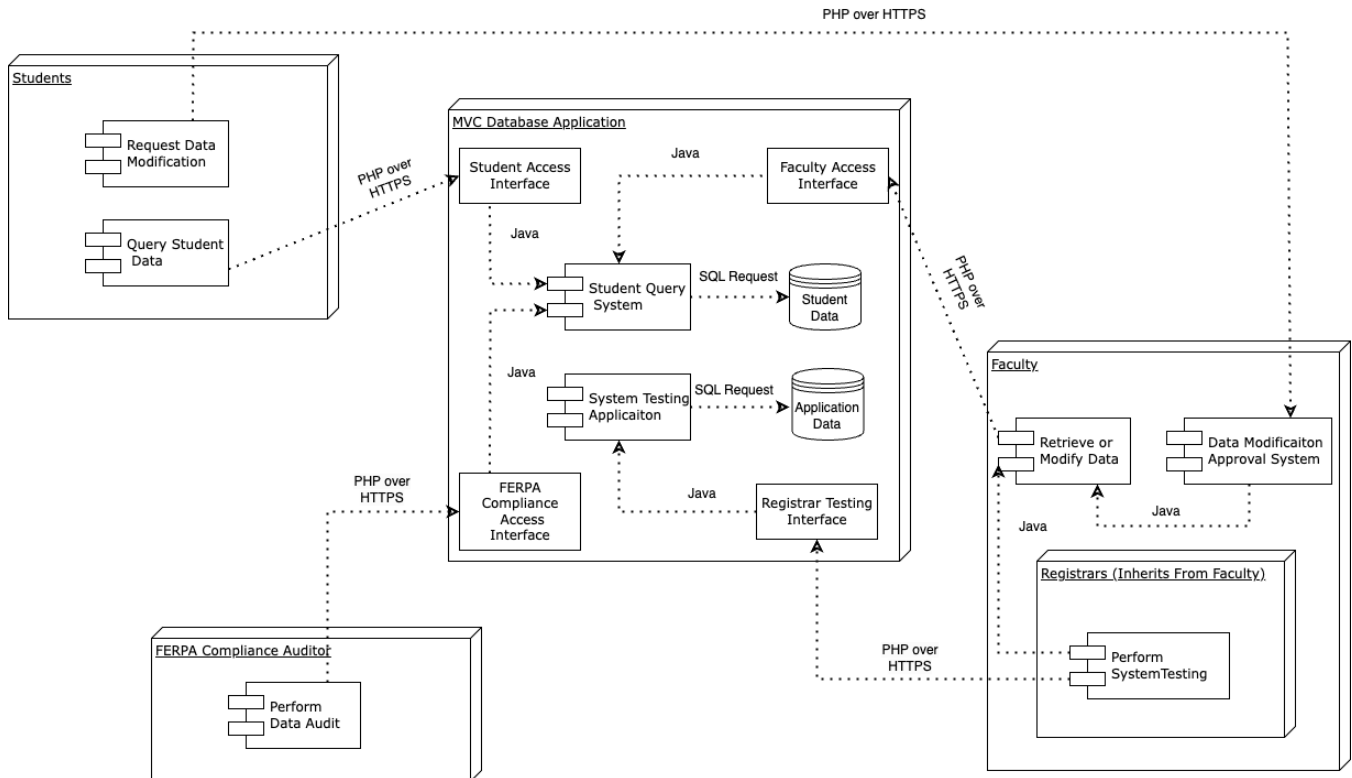 PHP over HTTPS
Students
Request Data
Modification
Query Student
Data
PHP over
HTTPS
MVC Database Application
Student Access
Interface
Java
Faculty Access
Interface
Java
Student Query
System
SQL Request
Student
Data
Java
System Testing
Applicaiton
SQL Request
Application
Data
FERPA
Compliance
Access
Interface
Java
Registrar Testing
Interface
PHP over
HTTPS
PHP over
HTTPS
Faculty
Retrieve or
Modify Data
Data Modificaiton
Approval System
Java
Java
Registrars (Inherits From Faculty)
Perform
SystemTesting
PHP over
HTTPS
FERPA Compliance Auditor
Perform
Data Audit